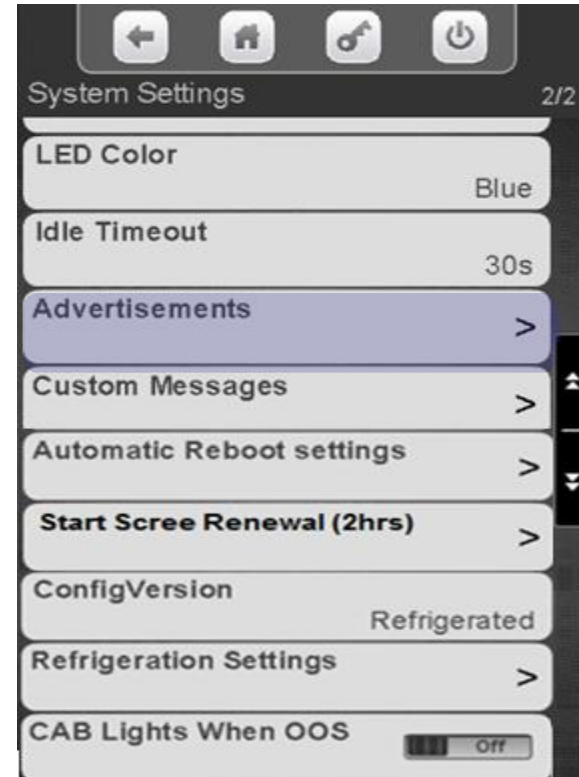 System Settings 2/2
LED Color
Blue
Idle Timeout
30s
Advertisements >
Custom Messages >
Automatic Reboot settings >
Start Scree Renewal (2hrs) >
ConfigVersion
Refrigerated
Refrigeration Settings >
CAB Lights When OOS Off